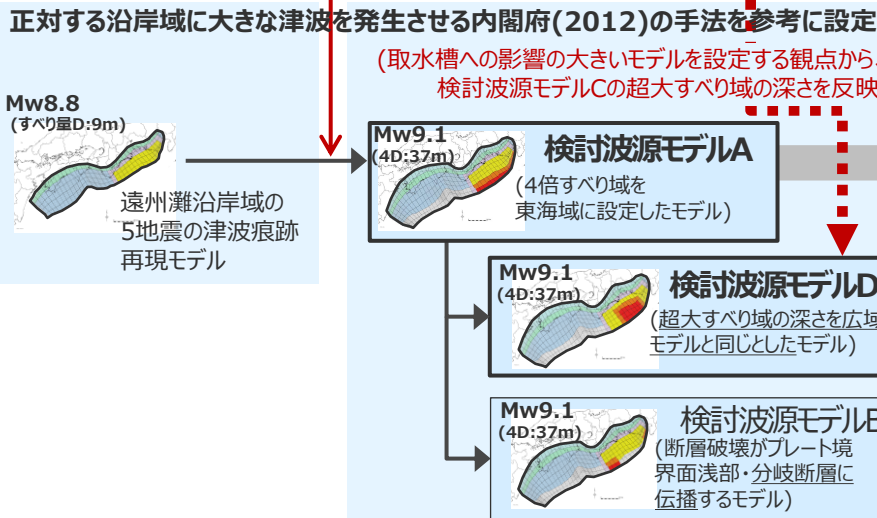 正対する沿岸域に大きな津波を発生させる内閣府(2012)の手法を参考に設定
(取水槽への影響の大きいモデルを設定する観点から、
検討波源モデルCの超大すべり域の深さを反映
Mw8.8
(すべり量D:9m)
遠州灘沿岸域の
5地震の津波痕跡
再現モデル
Mw9.1
(4D:37m)
検討波源モデルA
(4倍すべり域を
東海域に設定したモデル)
Mw9.1
(4D:37m)
検討波源モデルD
(超大すべり域の深さを広域
モデルと同じとしたモデル)
Mw9.1
(4D:37m)
検討波源モデルE
(断層破壊がプレート境
界面浅部・分岐断層に
伝播するモデル)